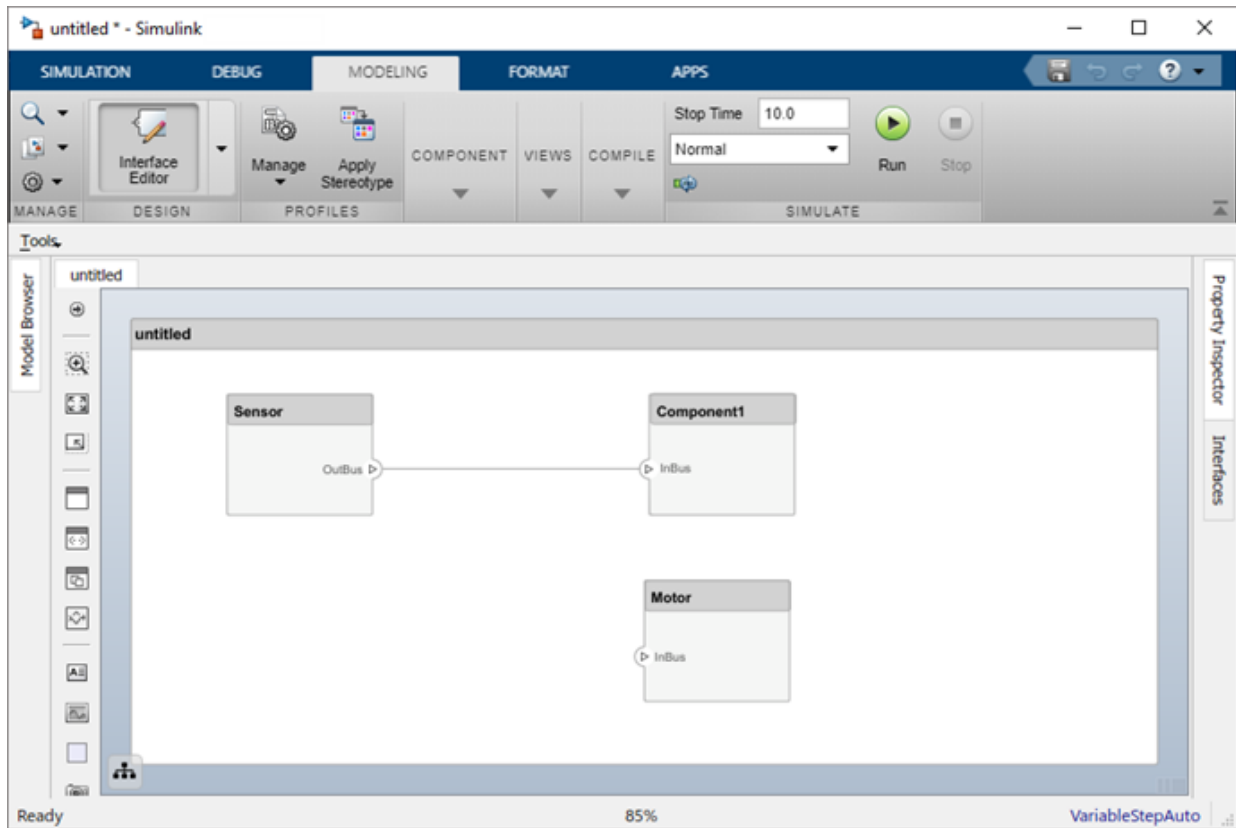 untitled * - Simulink
SIMULATION DEBUG MODELING FORMAT APPS
Stop Time 10.0
Interface Editor
Manage
Apply Stereotype
COMPONENT VIEWS COMPILE
Normal
Run Stop
MANAGE DESIGN PROFILES SIMULATE
Tools
Model Browser
untitled
untitled
Sensor
OutBus
Component1
InBus
Motor
InBus
Property Inspector
Interfaces
Ready 85% VariableStepAuto